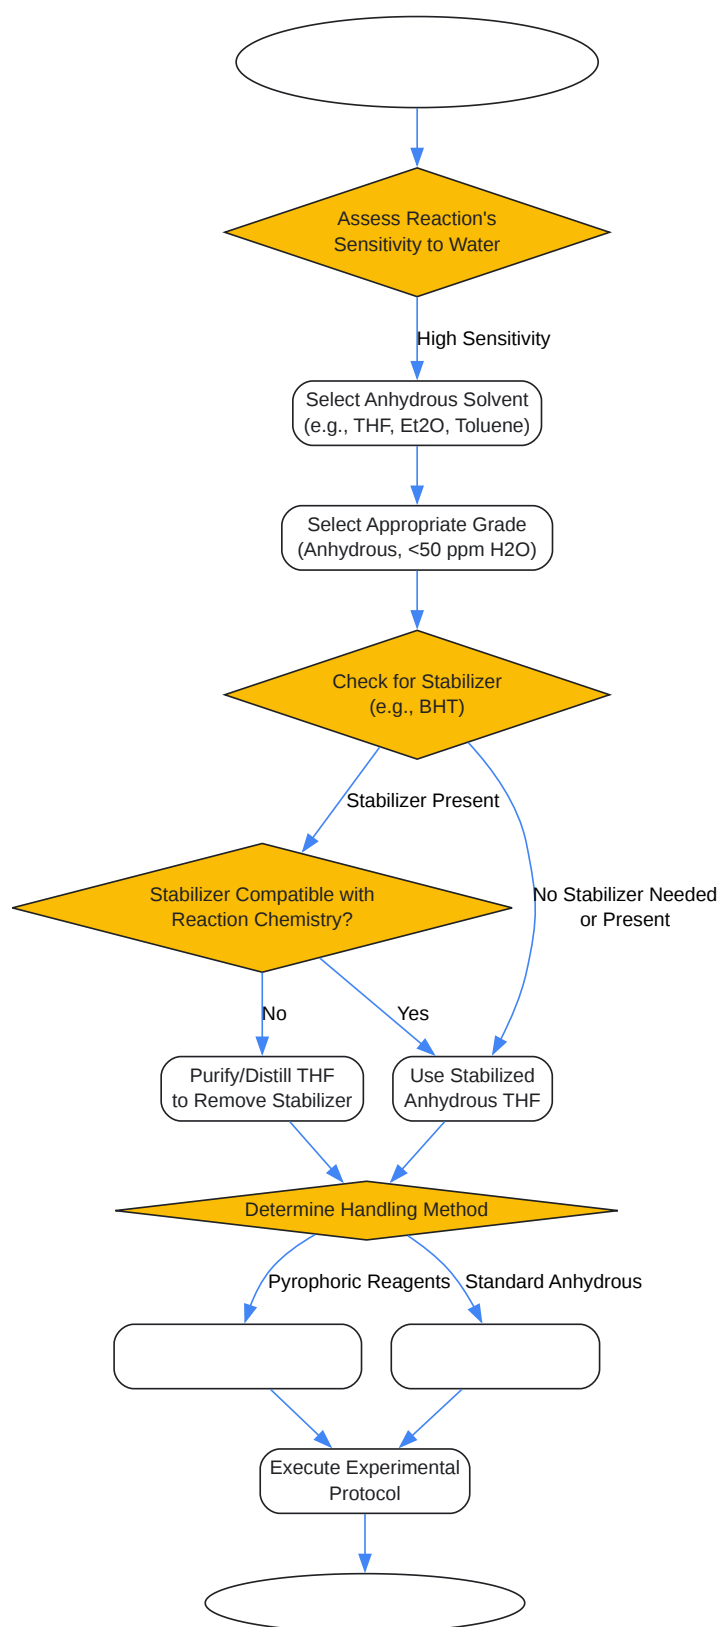 Assess Reaction's
Sensitivity to Water
High Sensitivity
Select Anhydrous Solvent
(e.g., THF, Et2O, Toluene)
Select Appropriate Grade
(Anhydrous, <50 ppm H2O)
Check for Stabilizer
(e.g., BHT)
Stabilizer Present
Stabilizer Compatible with
Reaction Chemistry?
No Stabilizer Needed
or Present
No
Yes
Purify/Distill THF
to Remove Stabilizer
Use Stabilized
Anhydrous THF
Determine Handling Method
Pyrophoric Reagents
Standard Anhydrous
Execute Experimental
Protocol